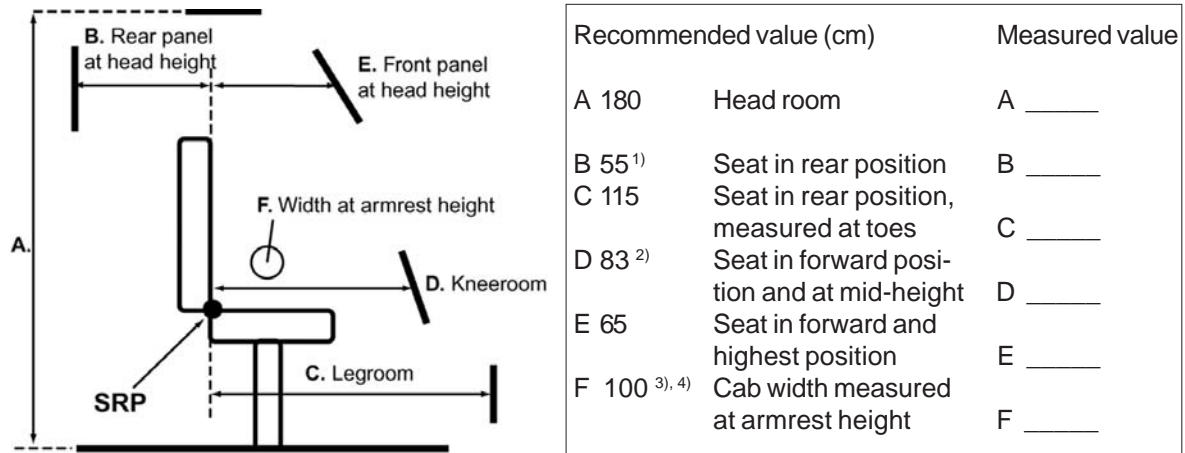 B. Rear panel
at head height
E. Front panel
at head height
F. Width at armrest height
A.
D. Kneeroom
C. Legroom
SRP
Recommended value (cm) Measured value
A 180 Head room A _____
B 55 1) Seat in rear position B _____
C 115 Seat in rear position,
measured at toes C _____
D 83 2) Seat in forward posi-
tion and at mid-height D _____
E 65 Seat in forward and
highest position E _____
F 100 3), 4) Cab width measured
at armrest height F _____